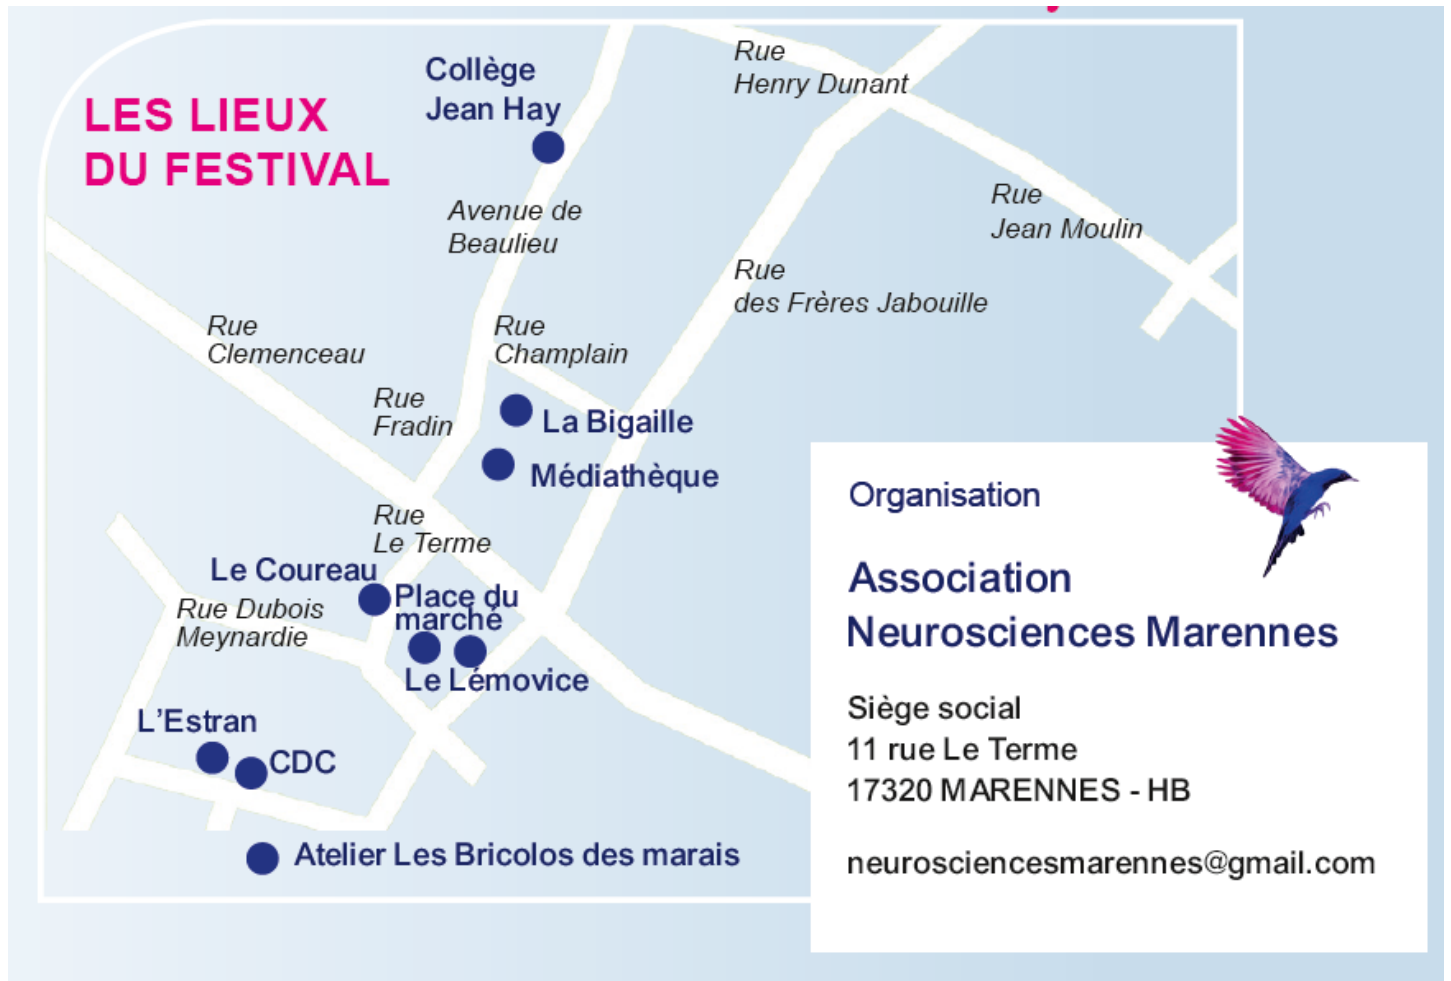 LES LIEUX
DU FESTIVAL
Collège
Jean Hay
Rue
Henry Dunant
Avenue de
Beaulieu
Rue
Jean Moulin
Rue
des Frères Jabouille
Rue
Clemenceau
Rue
Champlain
Rue
Fradin
La Bigaille
Médiathèque
Rue
Le Terme
Le Coureau
Place du
marché
Rue Dubois
Meynardie
Le Lémovice
L'Estran
CDC
Atelier Les Bricolos des marais
Organisation
Association
Neurosciences Marennes
Siège social
11 rue Le Terme
17320 MARENNES - HB
neurosciencesmarennes@gmail.com